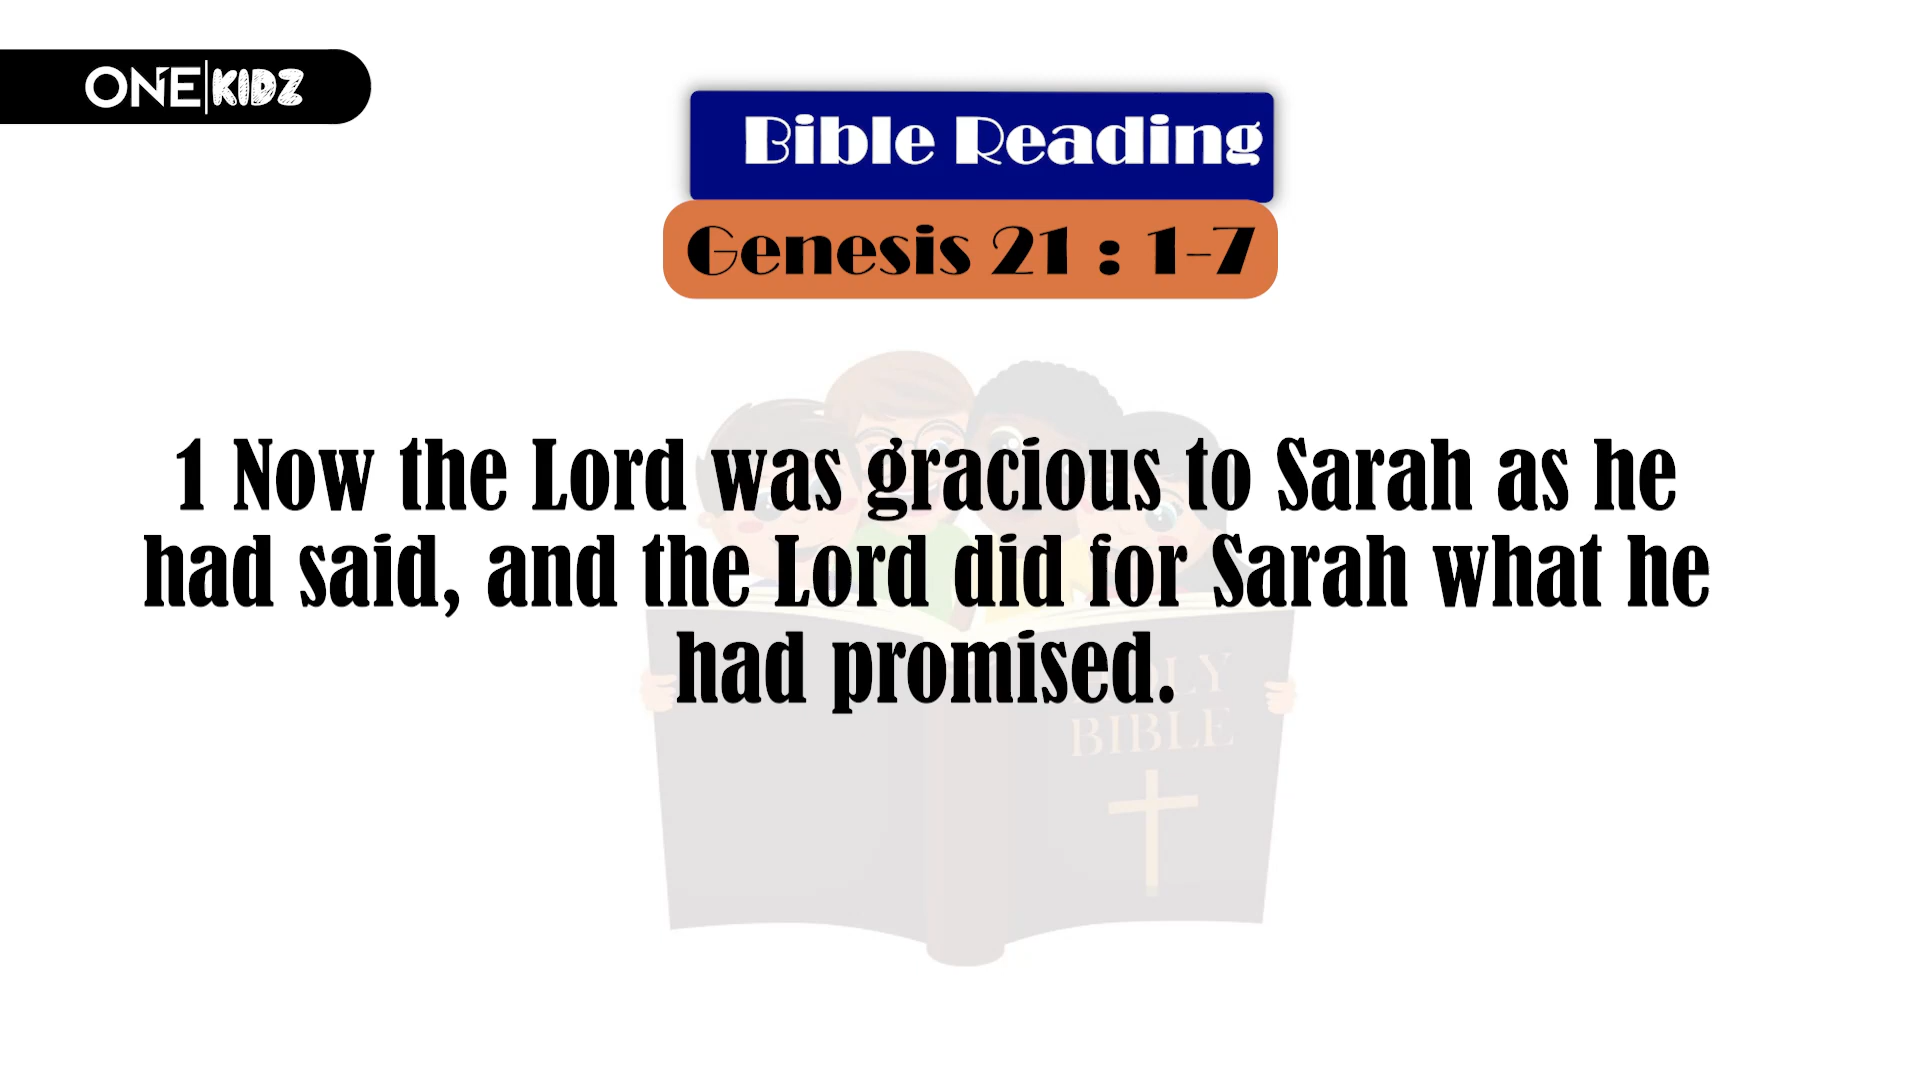 ONE|KIDZ
Bible Reading
Genesis 21 : 1-7
1 Now the Lord was gracious to Sarah as he
had said, and the Lord did for Sarah what he
had promised.
HOLY
BIBLE